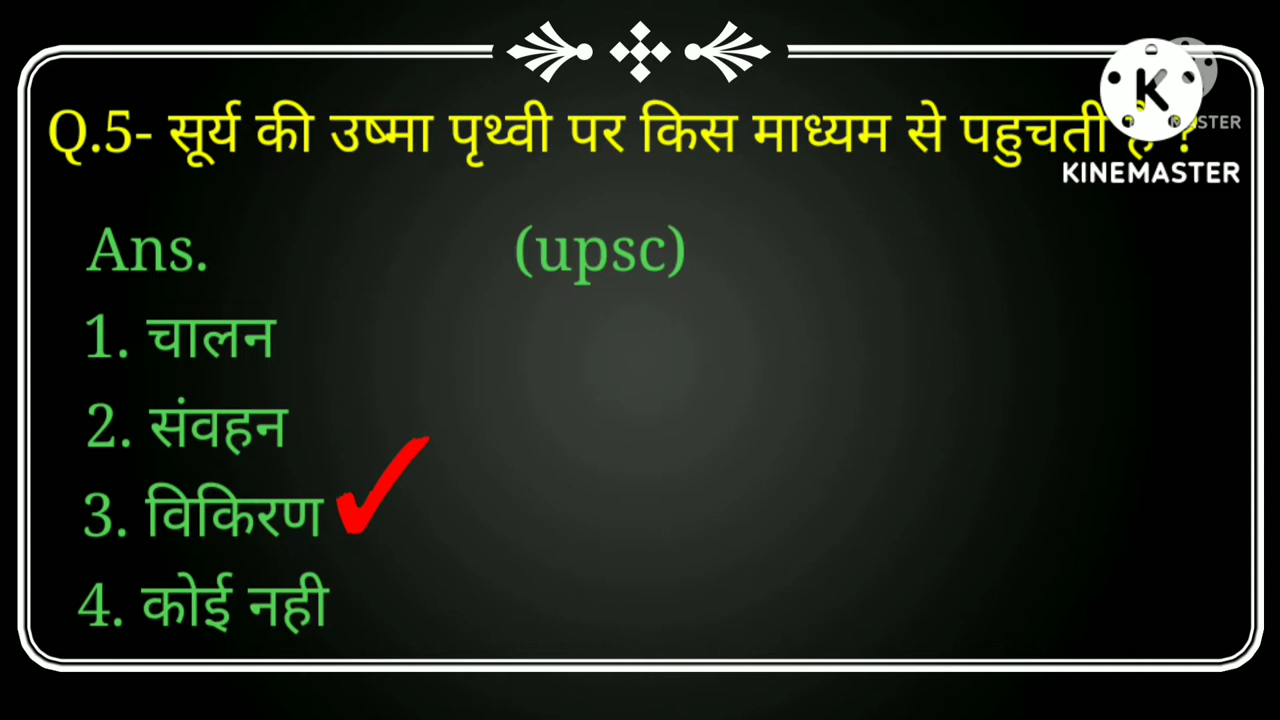 Q.5- सूर्य की उष्मा पृथ्वी पर किस माध्यम से पहुचती है ?
KINEMASTER
Ans. (upsc)
1. चालन
2. संवहन
3. विकिरण
4. कोई नही